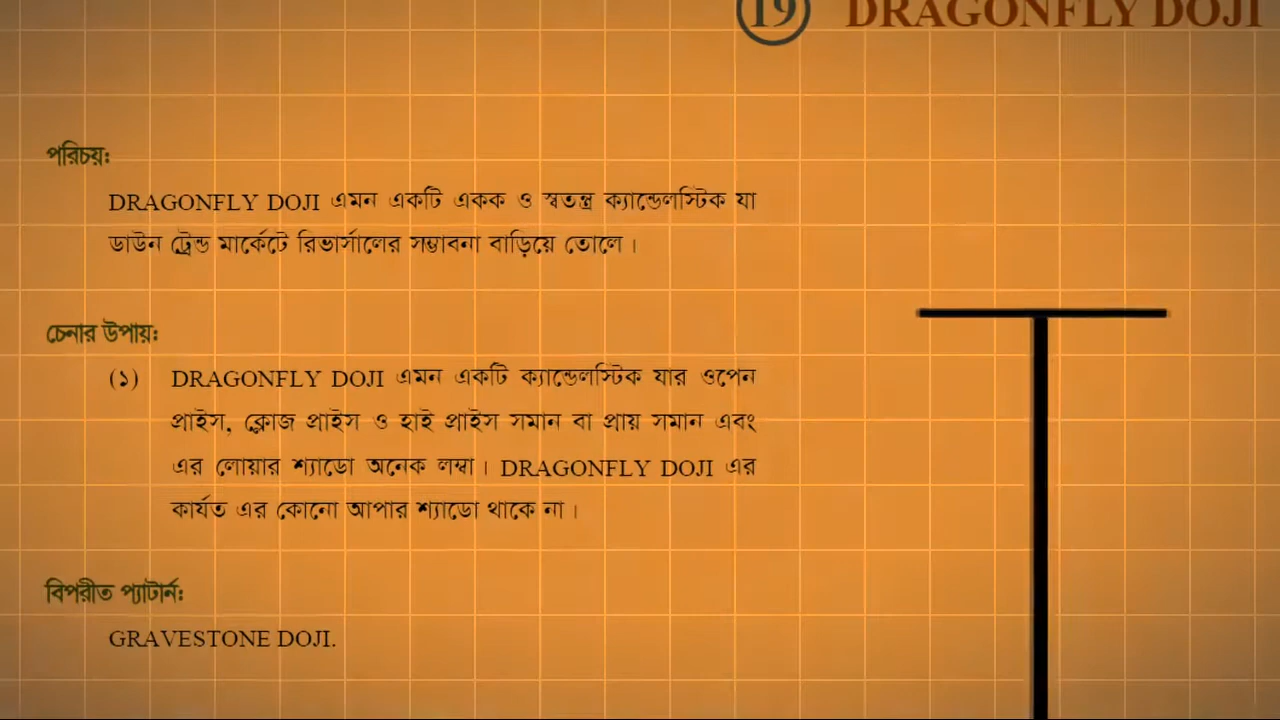 19 DRAGONFLY DOJI
পরিচয়:
DRAGONFLY DOJI এমন একটি একক ও স্বতন্ত্র ক্যান্ডেলস্টিক যা
ডাউন ট্রেন্ড মার্কেটে রিভার্সালের সম্ভাবনা বাড়িয়ে তোলে।
চেনার উপায়:
(১) DRAGONFLY DOJI এমন একটি ক্যান্ডেলস্টিক যার ওপেন
প্রাইস, ক্লোজ প্রাইস ও হাই প্রাইস সমান বা প্রায় সমান এবং
এর লোয়ার শ্যাডো অনেক লম্বা। DRAGONFLY DOJI এর
কার্যত এর কোনো আপার শ্যাডো থাকে না।
বিপরীত প্যাটার্ন:
GRAVESTONE DOJI.